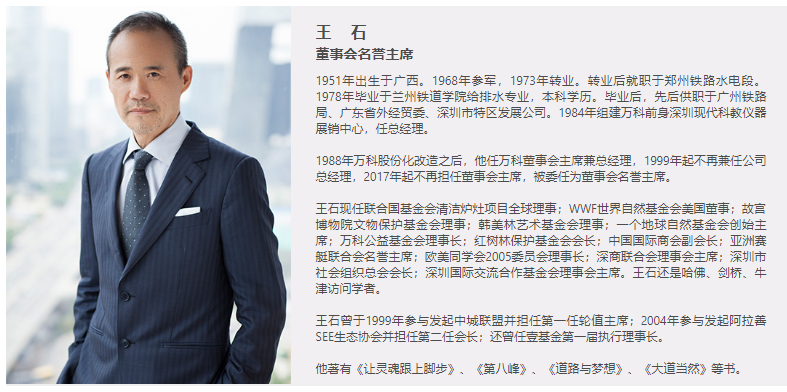 王 石
董事会名誉主席
1951年出生于广西。1968年参军，1973年转业。转业后就职于郑州铁路水电段。
1978年毕业于兰州铁道学院给排水专业，本科学历。毕业后，先后供职于广州铁路
局、广东省外经贸委、深圳市特区发展公司。1984年组建万科前身深圳现代科教仪器
展销中心，任总经理。
1988年万科股份化改造之后，他任万科董事会主席兼总经理，1999年起不再兼任公司
总经理，2017年起不再担任董事会主席，被委任为董事会名誉主席。
王石现任联合国基金会清洁炉灶项目全球理事；WWF世界自然基金会美国董事；故宫
博物院文物保护基金会理事；韩美林艺术基金会理事；一个地球自然基金会创始主
席；万科公益基金会理事长；红树林保护基金会会长；中国国际商会副会长；亚洲赛
艇联合会名誉主席；欧美同学会2005委员会理事长；深商联合会理事会主席；深圳市
社会组织总会会长；深圳国际交流合作基金会理事会主席。王石还是哈佛、剑桥、牛
津访问学者。
王石曾于1999年参与发起中城联盟并担任第一任轮值主席；2004年参与发起阿拉善
SEE生态协会并担任第二任会长；还曾任壹基金第一届执行理事长。
他著有《让灵魂跟上脚步》、《第八峰》、《道路与梦想》、《大道当然》等书。